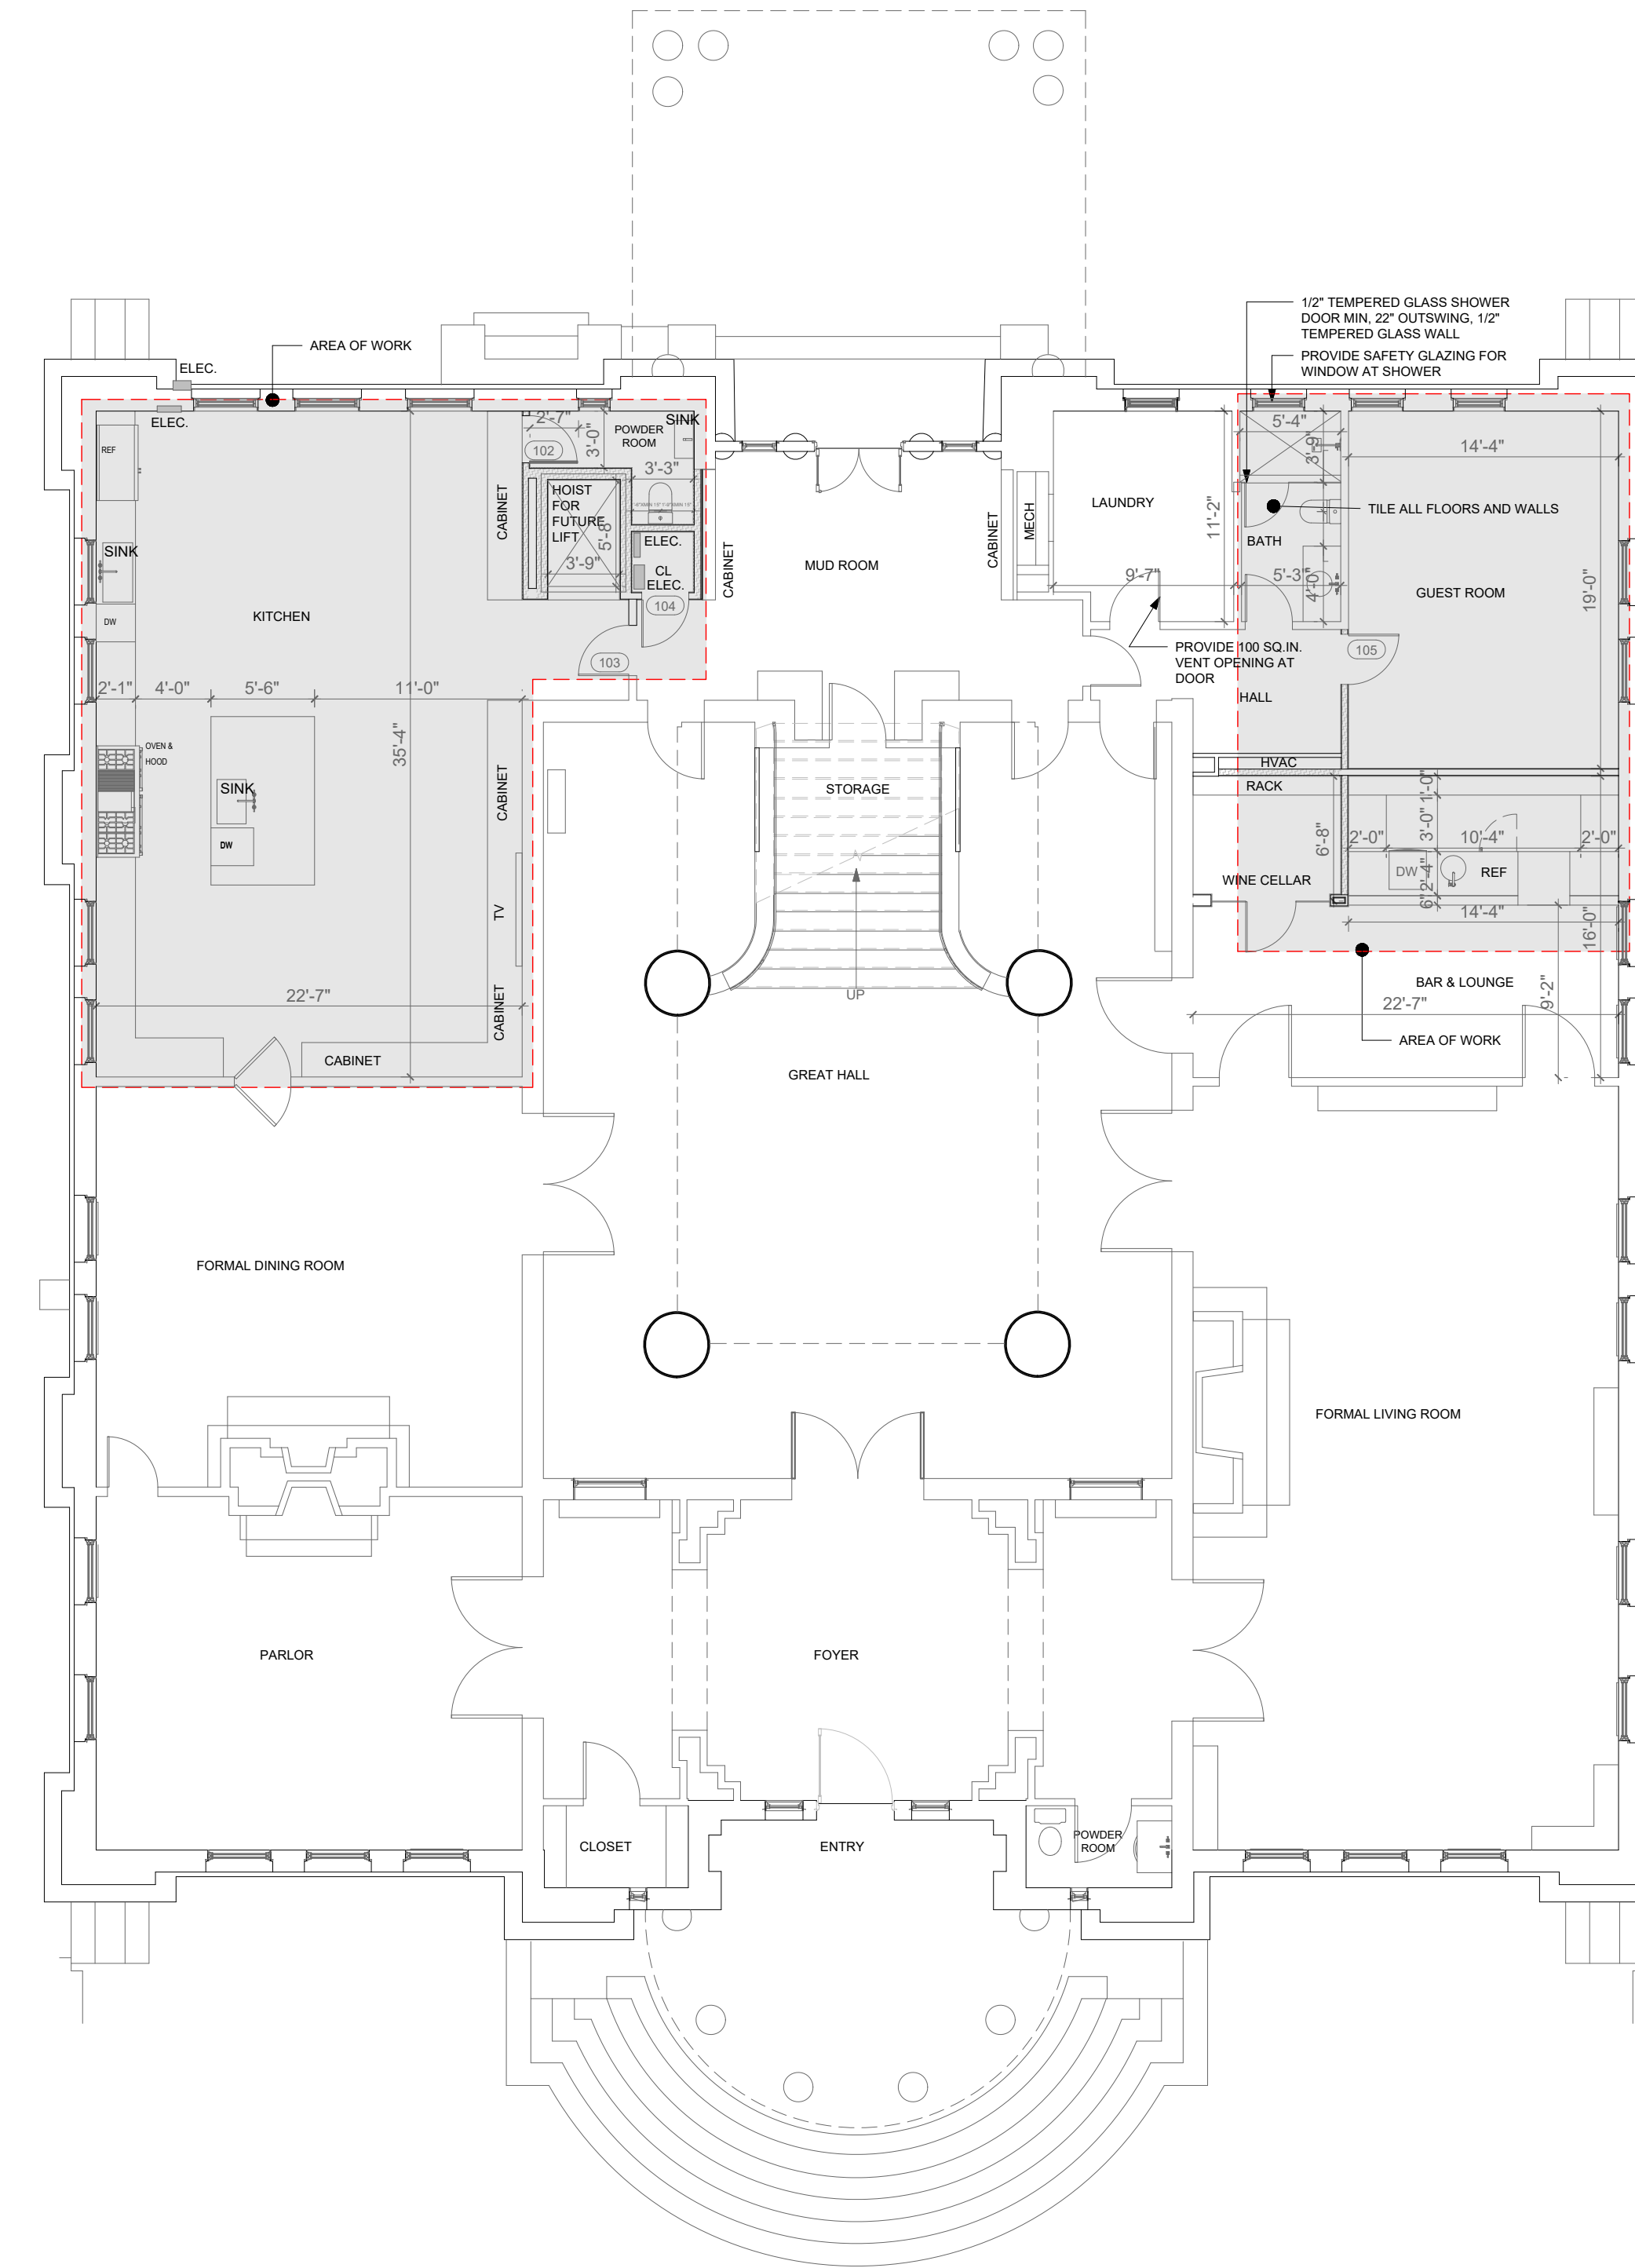 1/2" TEMPERED GLASS SHOWER
DOOR MIN, 22" OUTSWING, 1/2"
TEMPERED GLASS WALL
PROVIDE SAFETY GLAZING FOR
WINDOW AT SHOWER
AREA OF WORK
ELEC.
ELEC.
REF
SINK
DW
KITCHEN
2'-1"
4'-0"
5'-6"
11'-0"
35'-4"
OVEN &
HOOD
SINK
DW
22'-7"
CABINET
CABINET
CABINET
TV
CABINET
2'-7"
102
3'-0"
POWDER
ROOM
SINK
3'-3"
HOIST
FOR
FUTURE
LIFT
5'-8"
3'-9"
ELEC.
CL
ELEC.
104
103
CABINET
MUD ROOM
CABINET
MECH
LAUNDRY
11'-2"
9'-7"
5'-4"
3'-9"
14'-4"
TILE ALL FLOORS AND WALLS
BATH
5'-3"
4'-0"
GUEST ROOM
19'-0"
PROVIDE 100 SQ.IN.
VENT OPENING AT
DOOR
105
HALL
HVAC
RACK
6'-8"
WINE CELLAR
1'-0"
3'-0"
2'-0"
10'-4"
2'-0"
DW
REF
2'-4"
6"
14'-4"
16'-0"
BAR & LOUNGE
22'-7"
9'-2"
AREA OF WORK
STORAGE
UP
GREAT HALL
FORMAL DINING ROOM
FORMAL LIVING ROOM
PARLOR
FOYER
CLOSET
ENTRY
POWDER
ROOM